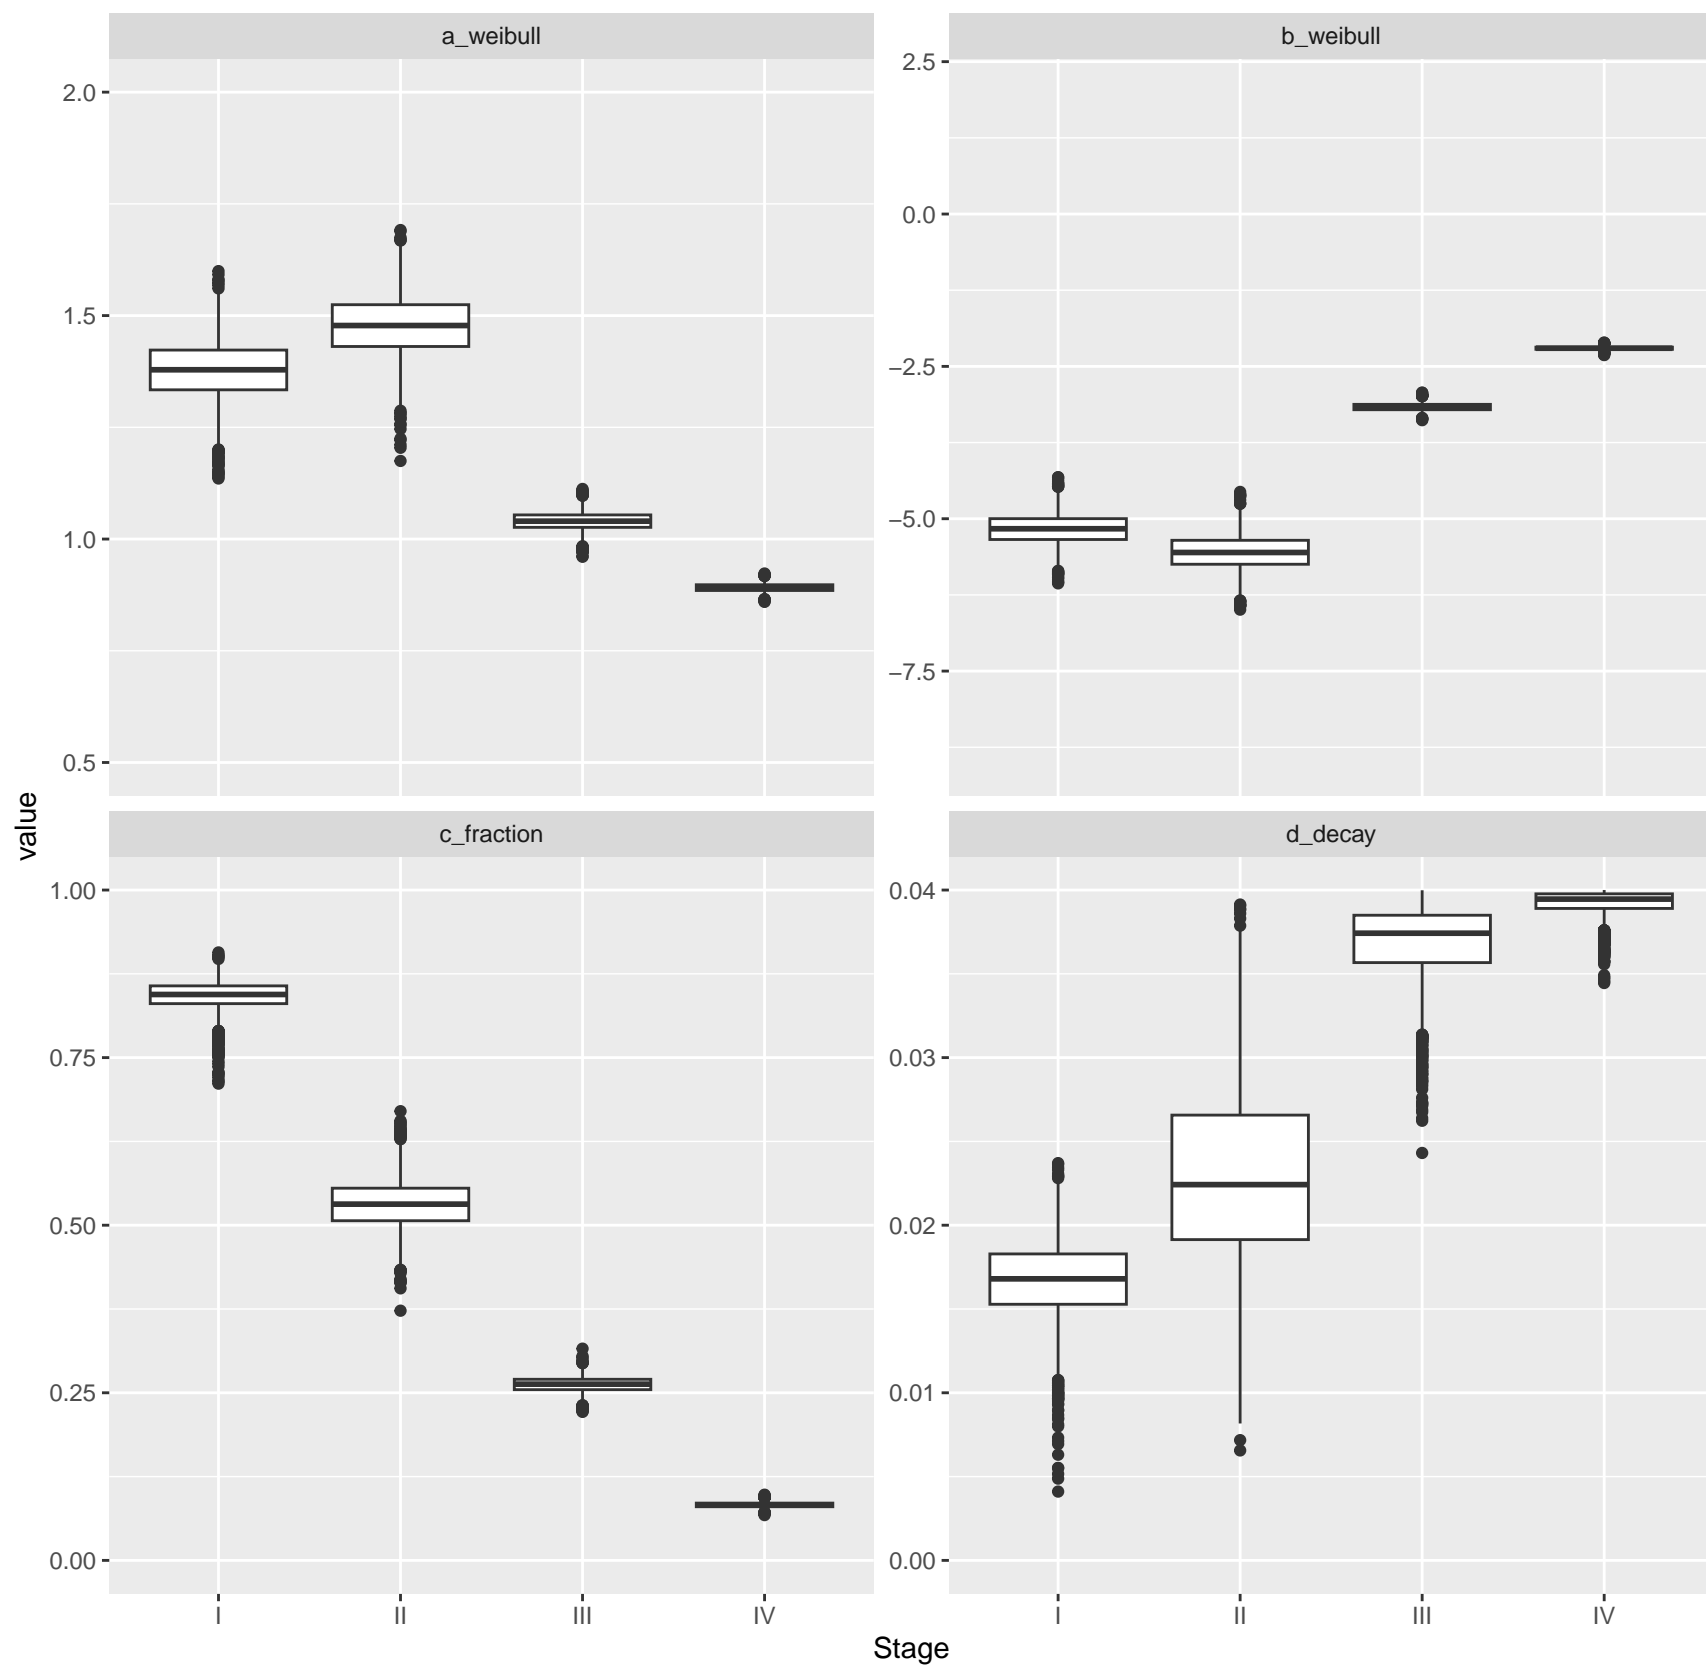 a_weibull
b_weibull
2.0
1.5
1.0
0.5
2.5
0.0
−2.5
−5.0
−7.5
value
c_fraction
d_decay
1.00
0.75
0.50
0.25
0.00
0.04
0.03
0.02
0.01
0.00
I II III IV
I II III IV
Stage